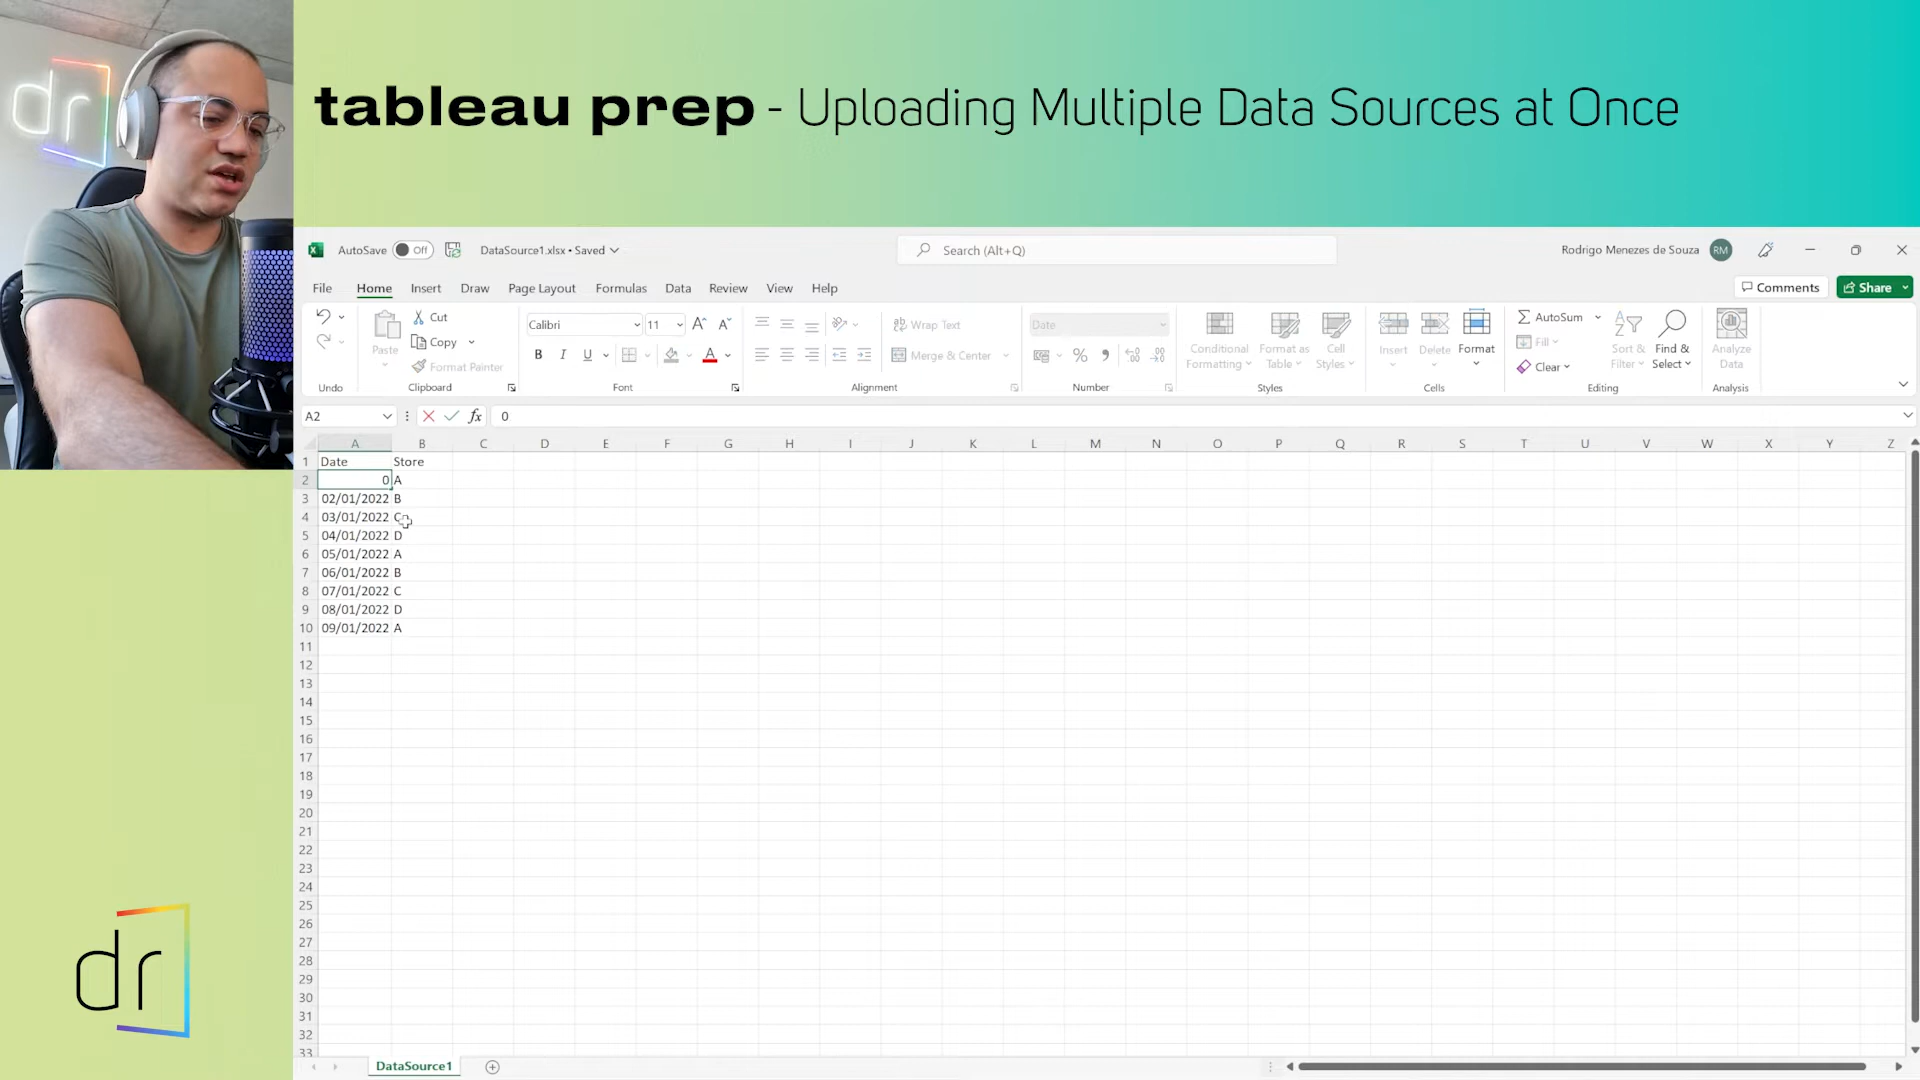 dr
tableau prep - Uploading Multiple Data Sources at Once
AutoSave Off DataSource1.xlsx • Saved Search (Alt+Q) Rodrigo Menezes de Souza RM
File Home Insert Draw Page Layout Formulas Data Review View Help Comments Share
Cut
Copy
Format Painter
Paste
Undo Clipboard
Calibri 11
B I U A
Font
Wrap Text
Merge & Center
Alignment
Date
%
Number
Conditional Formatting
Format as Table
Cell Styles
Styles
Insert Delete Format
Cells
AutoSum
Fill
Clear
Sort & Filter
Find & Select
Editing
Analyze Data
Analysis
A2 fx 0
A B C D E F G H I J K L M N O P Q R S T U V W X Y Z
1 Date Store
2 0 A
3 02/01/2022 B
4 03/01/2022 C
5 04/01/2022 D
6 05/01/2022 A
7 06/01/2022 B
8 07/01/2022 C
9 08/01/2022 D
10 09/01/2022 A
11
12
13
14
15
16
17
18
19
20
21
22
23
24
25
26
27
28
29
30
31
32
33
DataSource1
dr